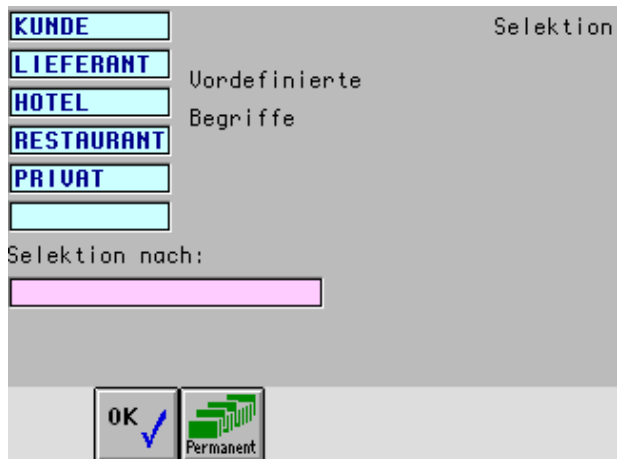 KUNDE
Selektion
LIEFERANT
Vordefinierte
HOTEL
Begriffe
RESTAURANT
PRIVAT
Selektion nach:
OK
Permanent